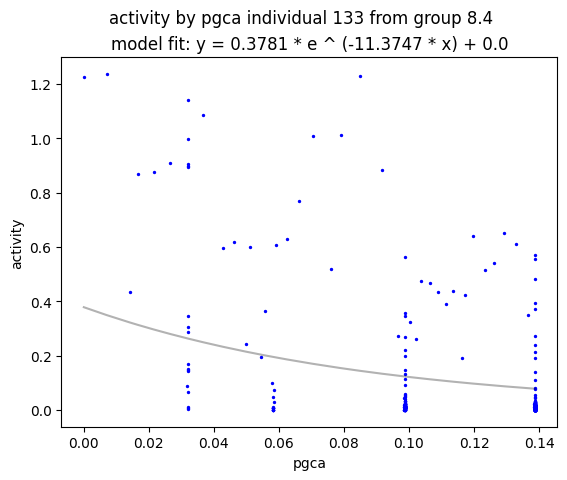 activity by pgca individual 133 from group 8.4
model fit: y = 0.3781 * e ^ (-11.3747 * x) + 0.0
activity
1.2
1.0
0.8
0.6
0.4
0.2
0.0
0.00 0.02 0.04 0.06 0.08 0.10 0.12 0.14
pgca